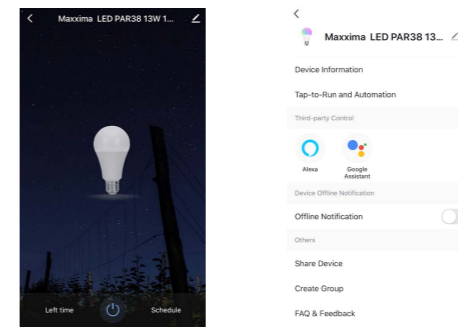 Maxxima LED PAR38 13W 1...
Left time
Schedule
Maxxima LED PAR38 13...
Device Information
Tap-to-Run and Automation
Third-party Control
Alexa
Google
Assistant
Device Offline Notification
Offline Notification
Others
Share Device
Create Group
FAQ & Feedback